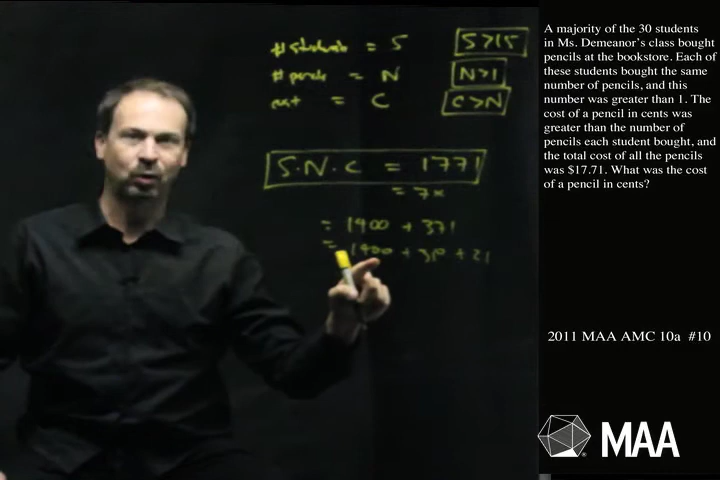 # students = S S>15
# pencils = N N>1
cost = C C>N
S.N.C = 1771
= 7x
= 1400 + 371
= 1400 + 350 + 21
A majority of the 30 students
in Ms. Demeanor's class bought
pencils at the bookstore. Each of
these students bought the same
number of pencils, and this
number was greater than 1. The
cost of a pencil in cents was
greater than the number of
pencils each student bought, and
the total cost of all the pencils
was $17.71. What was the cost
of a pencil in cents?
2011 MAA AMC 10a #10
MAA